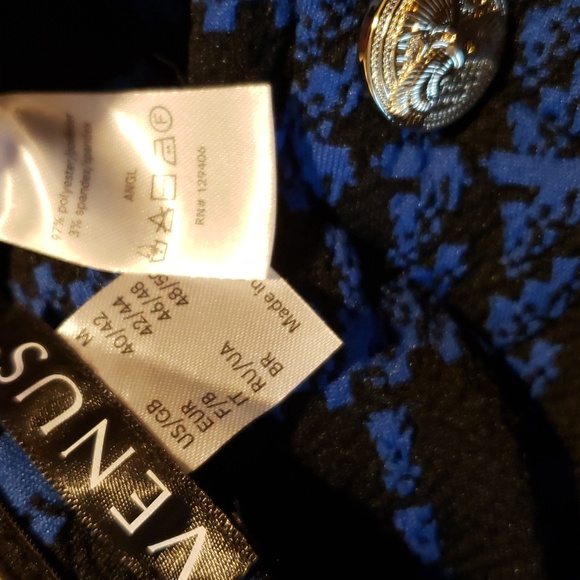 97% polyester/poliéster
3% spandex/spandex
ANGL
RN# 129406
F
US/GB M
EUR 40/42
F/B 42/44
IT 46/48
RU/UA 48/50
BR
Made in
VENUS